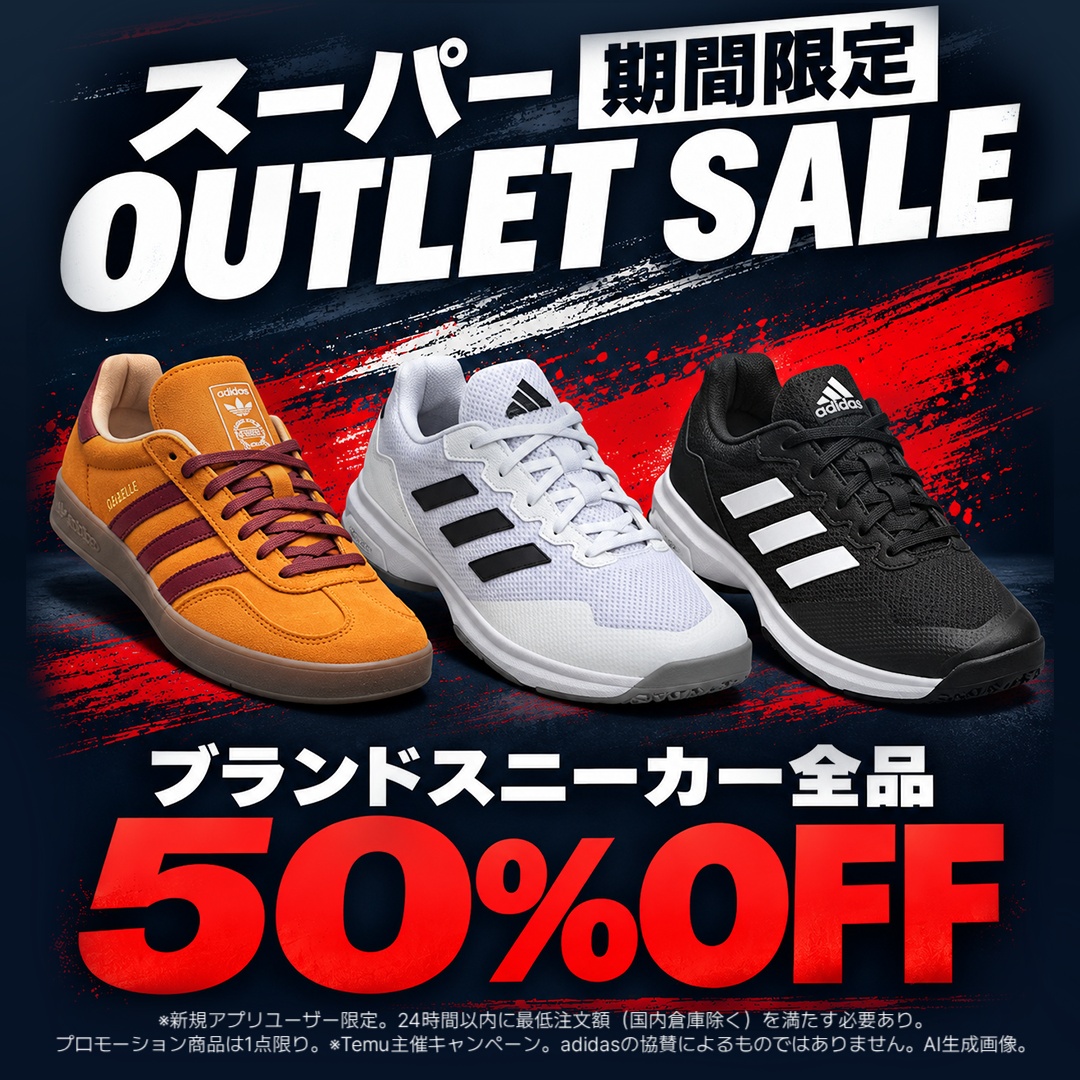 スーパー 期間限定
OUTLET SALE
adidas
adidas
ブランドスニーカー全品
50%OFF
※新規アプリユーザー限定。24時間以内に最低注文額（国内倉庫除く）を満たす必要あり。
プロモーション商品は1点限り。※Temu主催キャンペーン。adidasの協賛によるものではありません。AI生成画像。